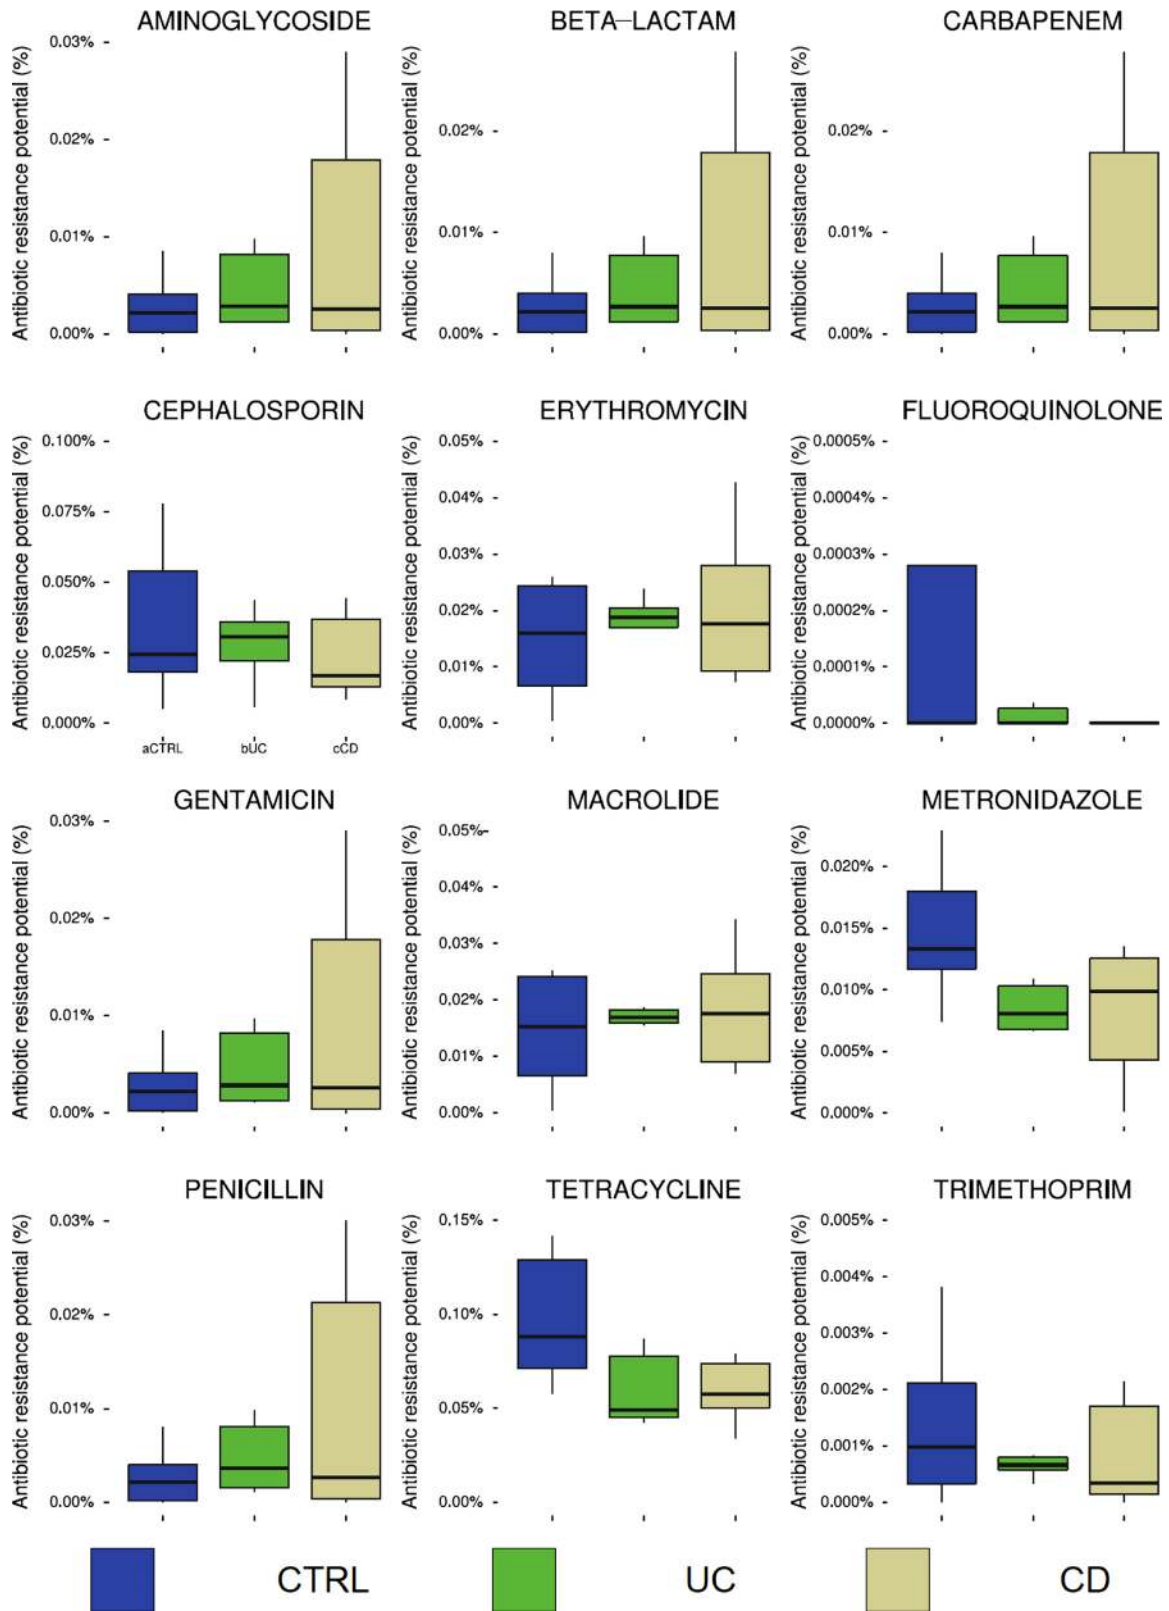 AMINOGLYCOSIDE
Antibiotic resistance potential (%)
0.03%
0.02%
0.01%
0.00%
BETA–LACTAM
Antibiotic resistance potential (%)
0.02%
0.01%
0.00%
CARBAPENEM
Antibiotic resistance potential (%)
0.02%
0.01%
0.00%
CEPHALOSPORIN
Antibiotic resistance potential (%)
0.100%
0.075%
0.050%
0.025%
0.000%
aCTRL bUC cCD
ERYTHROMYCIN
Antibiotic resistance potential (%)
0.05%
0.04%
0.03%
0.02%
0.01%
0.00%
FLUOROQUINOLONE
Antibiotic resistance potential (%)
0.0005%
0.0004%
0.0003%
0.0002%
0.0001%
0.0000%
GENTAMICIN
Antibiotic resistance potential (%)
0.03%
0.02%
0.01%
0.00%
MACROLIDE
Antibiotic resistance potential (%)
0.05%
0.04%
0.03%
0.02%
0.01%
0.00%
METRONIDAZOLE
Antibiotic resistance potential (%)
0.020%
0.015%
0.010%
0.005%
0.000%
PENICILLIN
Antibiotic resistance potential (%)
0.03%
0.02%
0.01%
0.00%
TETRACYCLINE
Antibiotic resistance potential (%)
0.15%
0.10%
0.05%
0.00%
TRIMETHOPRIM
Antibiotic resistance potential (%)
0.005%
0.004%
0.003%
0.002%
0.001%
0.000%
CTRL UC CD